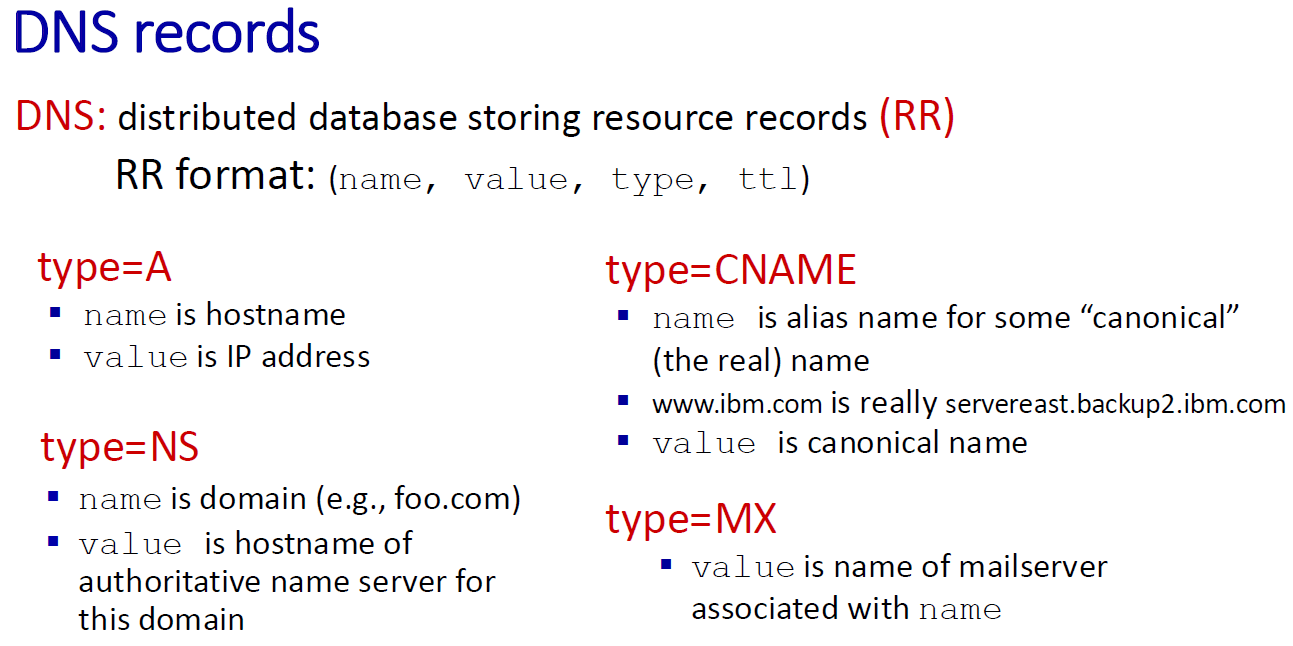 DNS records
DNS: distributed database storing resource records (RR)
RR format: (name, value, type, ttl)
type=A
▪ name is hostname
▪ value is IP address
type=NS
▪ name is domain (e.g., foo.com)
▪ value is hostname of
authoritative name server for
this domain
type=CNAME
▪ name is alias name for some “canonical”
(the real) name
▪ www.ibm.com is really servereast.backup2.ibm.com
▪ value is canonical name
type=MX
▪ value is name of mailserver
associated with name